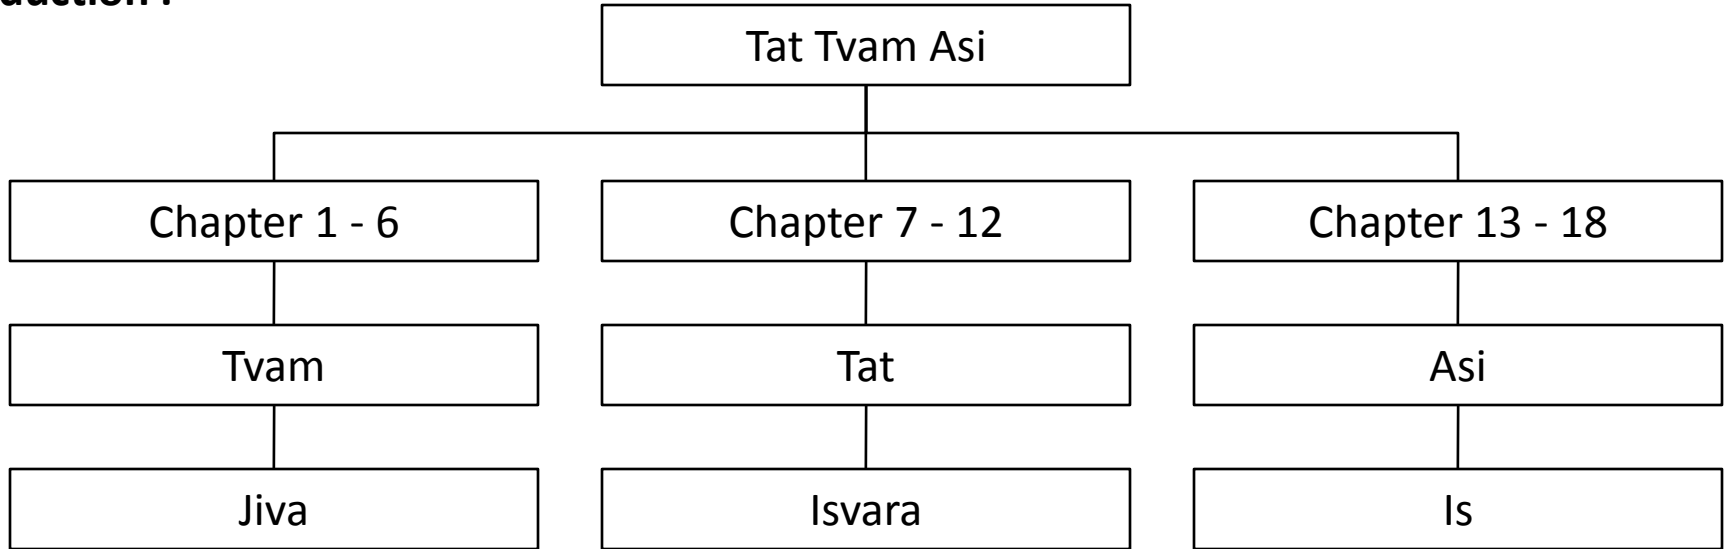 Tat Tvam Asi
Chapter 1 - 6 Chapter 7 - 12 Chapter 13 - 18
Tvam Tat Asi
Jiva Isvara Is